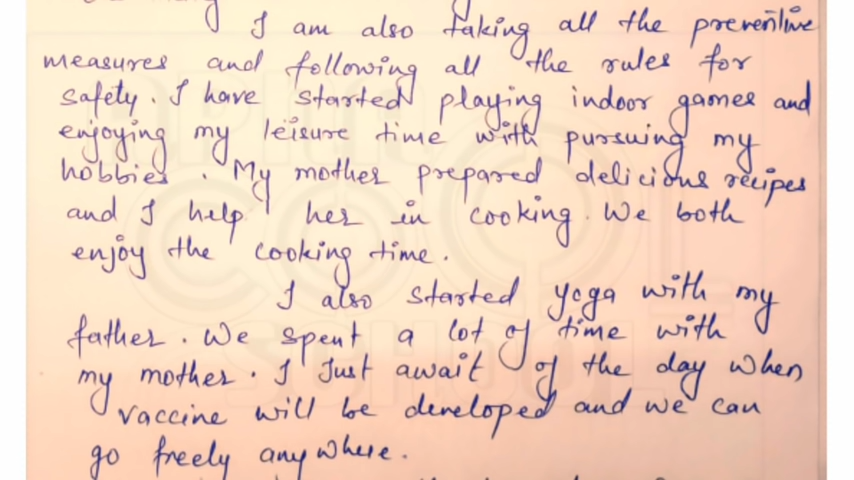 I am also taking all the preventive
measures and following all the rules for
safety. I have started playing indoor games and
enjoying my leisure time with pursuing my
hobbies. My mother prepared delicious recipes
and I help her in cooking. We both
enjoy the cooking time.
I also started yoga with my
father. We spent a lot of time with
my mother. I Just await of the day when
vaccine will be developed and we can
go freely anywhere.